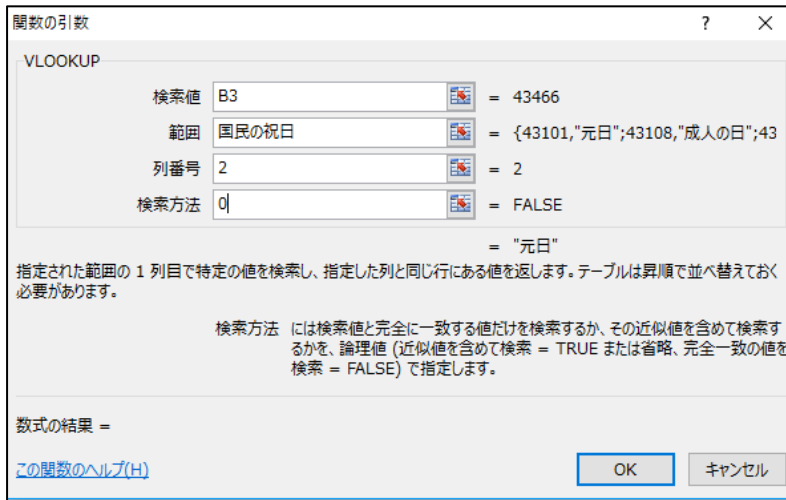 関数の引数 ? ×
VLOOKUP
検索値 B3 = 43466
範囲 国民の祝日 = {43101,"元日";43108,"成人の日";43
列番号 2 = 2
検索方法 0 = FALSE
= "元日"
指定された範囲の 1 列目で特定の値を検索し、指定した列と同じ行にある値を返します。テーブルは昇順で並べ替えておく
必要があります。
検索方法 には検索値と完全に一致する値だけを検索するか、その近似値を含めて検索す
るかを、論理値 (近似値を含めて検索 = TRUE または省略、完全一致の値を
検索 = FALSE) で指定します。
数式の結果 =
この関数のヘルプ(H) OK キャンセル